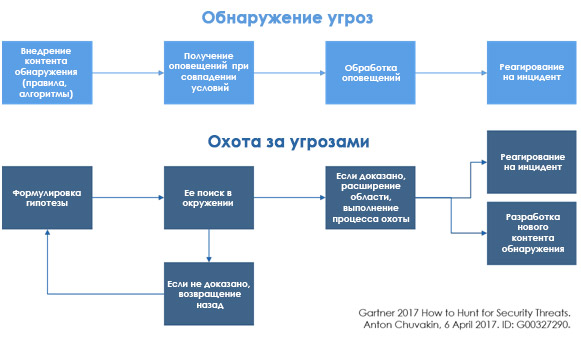 Обнаружение угроз
Внедрение
контента
обнаружения
(правила,
алгоритмы)
Получение
оповещений при
совпадении
условий
Обработка
оповещений
Реагирование
на инцидент
Охота за угрозами
Формулировка
гипотезы
Ее поиск в
окружении
Если доказано,
расширение
области,
выполнение
процесса охоты
Реагирование
на инцидент
Разработка
нового
контента
обнаружения
Если не доказано,
возвращение
назад
Gartner 2017 How to Hunt for Security Threats.
Anton Chuvakin, 6 April 2017. ID: G00327290.